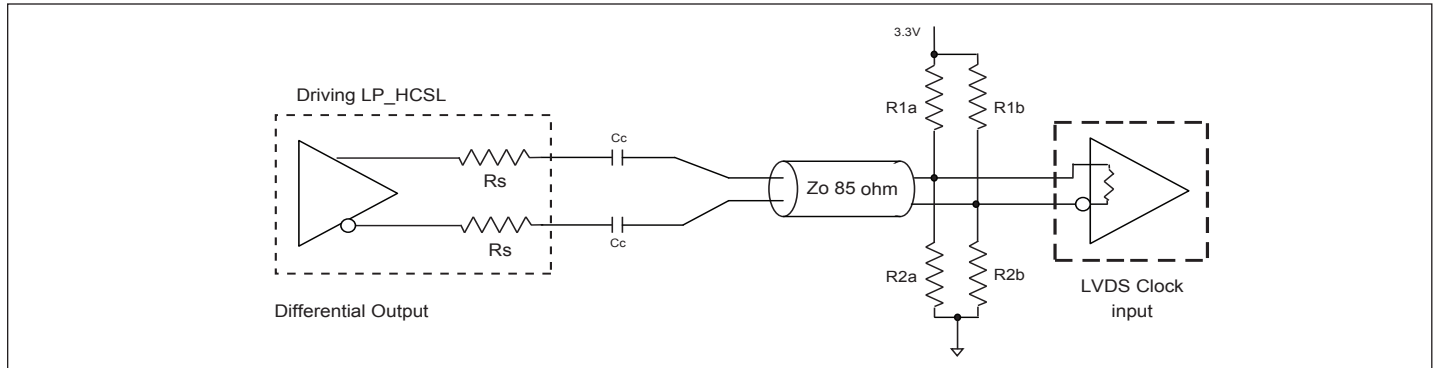 3.3V
Driving LP_HCSL
R1a
R1b
Cc
Rs
Zo 85 ohm
Rs
Cc
R2a
R2b
LVDS Clock
input
Differential Output